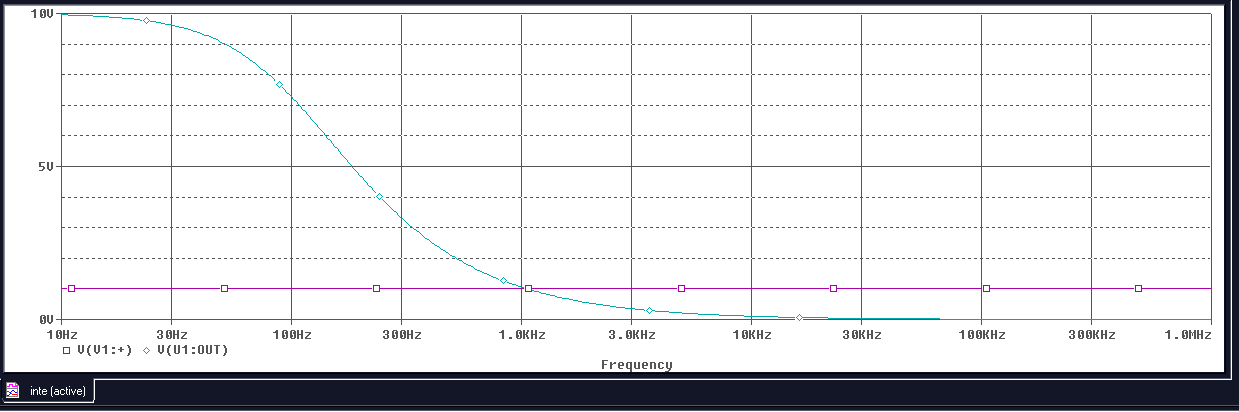 10V
5V
0V
10Hz 30Hz 100Hz 300Hz 1.0KHz 3.0KHz 10KHz 30KHz 100KHz 300KHz 1.0MHz
V(V1:+) V(U1:OUT)
Frequency
inte (active)